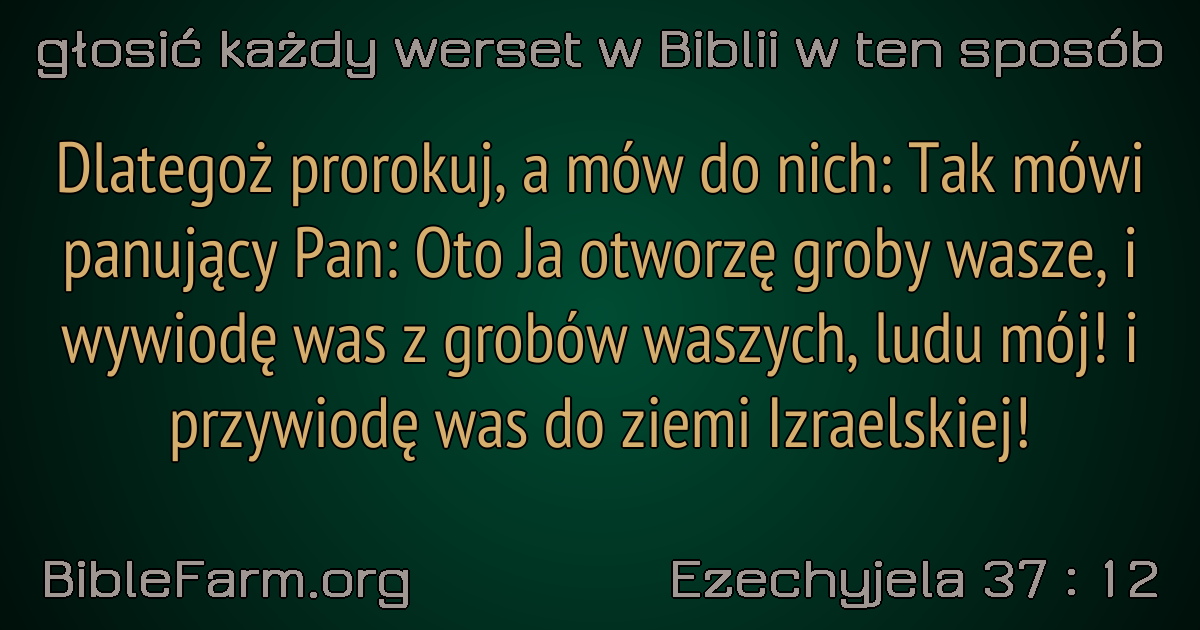 głosić każdy werset w Biblii w ten sposób
Dlategoż prorokuj, a mów do nich: Tak mówi
panujący Pan: Oto Ja otworzę groby wasze, i
wywiodę was z grobów waszych, ludu mój! i
przywiodę was do ziemi Izraelskiej!
BibleFarm.org
Ezechyjela 37 : 12